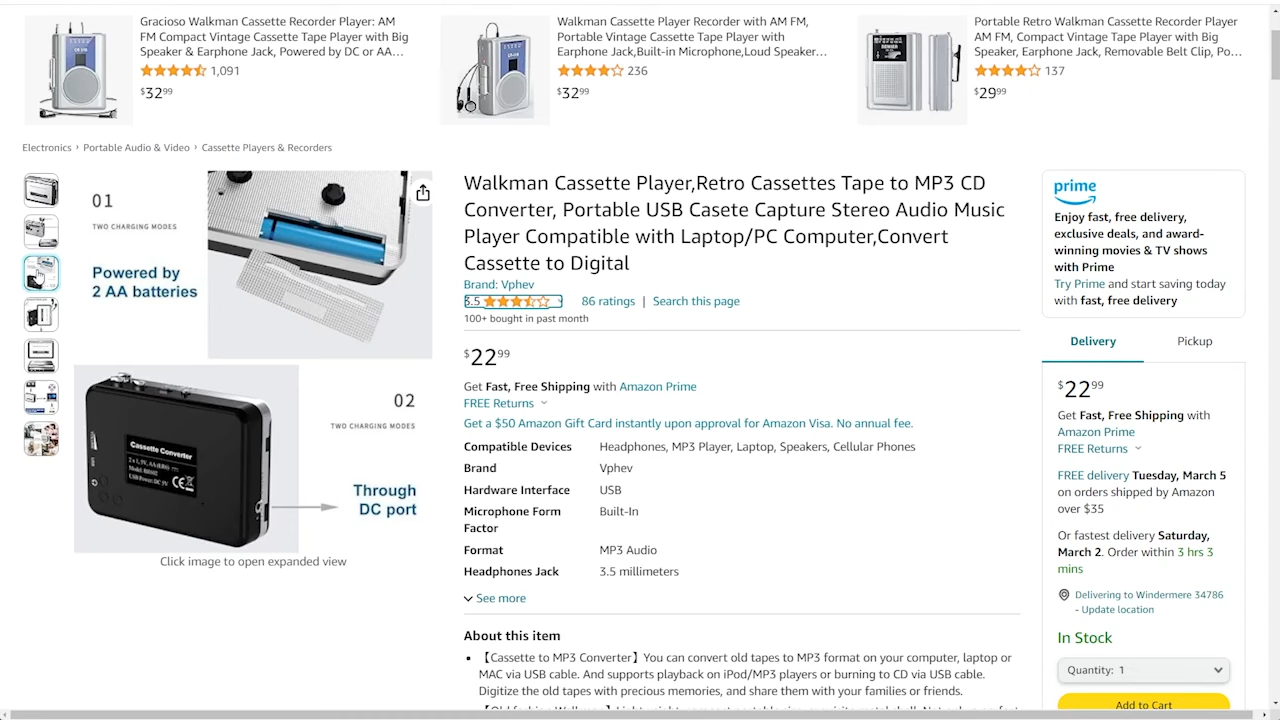 Gracioso Walkman Cassette Recorder Player: AM
FM Compact Vintage Cassette Tape Player with Big
Speaker & Earphone Jack, Powered by DC or AA…
1,091
$32⁹⁹
Walkman Cassette Player Recorder with AM FM,
Portable Vintage Cassette Tape Player with
Earphone Jack,Built-in Microphone,Loud Speaker…
236
$32⁹⁹
Portable Retro Walkman Cassette Recorder Player
AM FM, Compact Vintage Tape Player with Big
Speaker, Earphone Jack, Removable Belt Clip, Po…
137
$29⁹⁹
Electronics › Portable Audio & Video › Cassette Players & Recorders
01
TWO CHARGING MODES
Powered by
2 AA batteries
02
TWO CHARGING MODES
Cassette Converter
Through
DC port
Click image to open expanded view
Walkman Cassette Player,Retro Cassettes Tape to MP3 CD
Converter, Portable USB Casete Capture Stereo Audio Music
Player Compatible with Laptop/PC Computer,Convert
Cassette to Digital
Brand: Vphev
3.5 86 ratings | Search this page
100+ bought in past month
$22⁹⁹
Get Fast, Free Shipping with Amazon Prime
FREE Returns
Get a $50 Amazon Gift Card instantly upon approval for Amazon Visa. No annual fee.
Compatible Devices Headphones, MP3 Player, Laptop, Speakers, Cellular Phones
Brand Vphev
Hardware Interface USB
Microphone Form Built-In
Factor
Format MP3 Audio
Headphones Jack 3.5 millimeters
See more
About this item
【Cassette to MP3 Converter】You can convert old tapes to MP3 format on your computer, laptop or
MAC via USB cable. And supports playback on iPod/MP3 players or burning to CD via USB cable.
Digitize the old tapes with precious memories, and share them with your families or friends.
prime
Enjoy fast, free delivery,
exclusive deals, and award-
winning movies & TV shows
with Prime
Try Prime and start saving today
with fast, free delivery
Delivery Pickup
$22⁹⁹
Get Fast, Free Shipping with
Amazon Prime
FREE Returns
FREE delivery Tuesday, March 5
on orders shipped by Amazon
over $35
Or fastest delivery Saturday,
March 2. Order within 3 hrs 3
mins
Delivering to Windermere 34786
- Update location
In Stock
Quantity: 1
Add to Cart